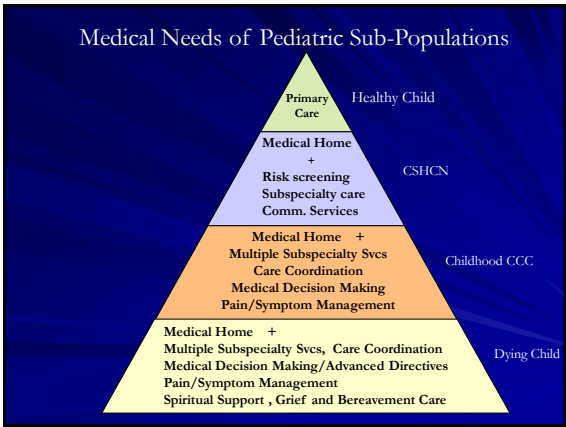 Medical Needs of Pediatric Sub-Populations
Primary
Care
Healthy Child
Medical Home
+
Risk screening
Subspecialty care
Comm. Services
CSHCN
Medical Home +
Multiple Subspecialty Svcs
Care Coordination
Medical Decision Making
Pain/Symptom Management
Childhood CCC
Medical Home +
Multiple Subspecialty Svcs, Care Coordination
Medical Decision Making/Advanced Directives
Pain/Symptom Management
Spiritual Support , Grief and Bereavement Care
Dying Child